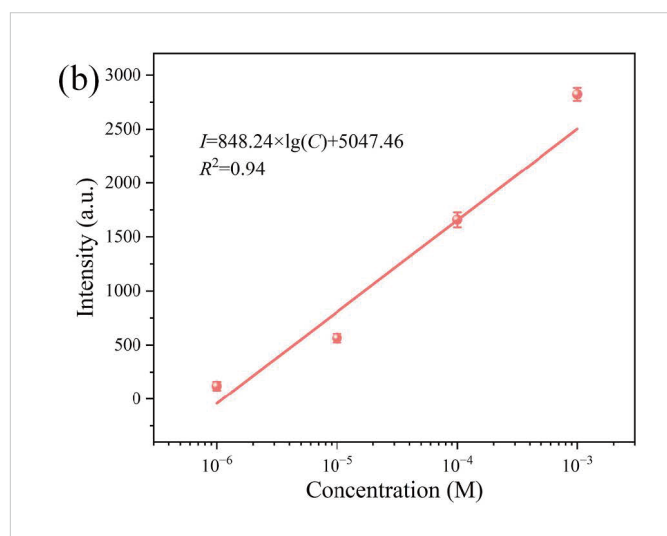 (b)
3000
2500
2000
1500
1000
500
0
I=848.24×lg(C)+5047.46
R²=0.94
Intensity (a.u.)
10⁻⁶ 10⁻⁵ 10⁻⁴ 10⁻³
Concentration (M)